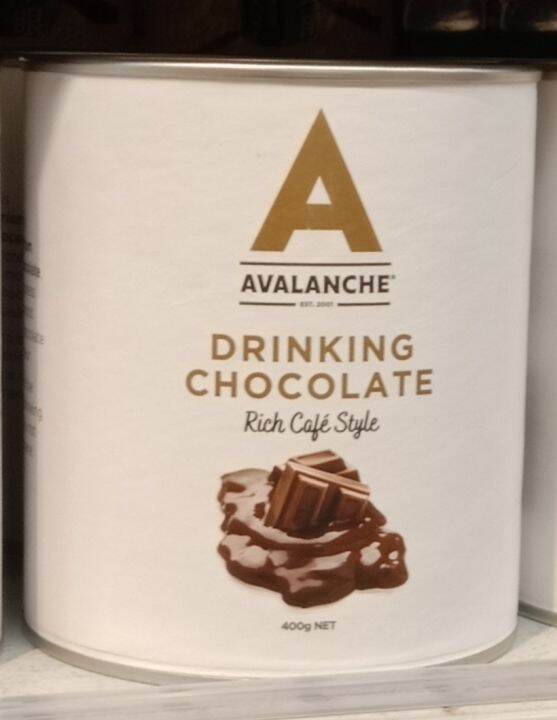 A
AVALANCHE®
EST. 2001
DRINKING
CHOCOLATE
Rich Café Style
400g NET